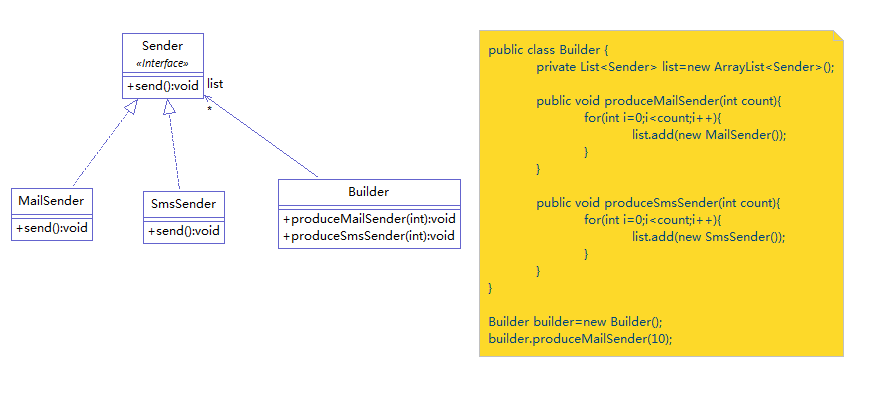 Sender
«Interface»
+send():void
list
*
MailSender
+send():void
SmsSender
+send():void
Builder
+produceMailSender(int):void
+produceSmsSender(int):void
public class Builder {
private List<Sender> list=new ArrayList<Sender>();
public void produceMailSender(int count){
for(int i=0;i<count;i++){
list.add(new MailSender());
}
}
public void produceSmsSender(int count){
for(int i=0;i<count;i++){
list.add(new SmsSender());
}
}
}
Builder builder=new Builder();
builder.produceMailSender(10);